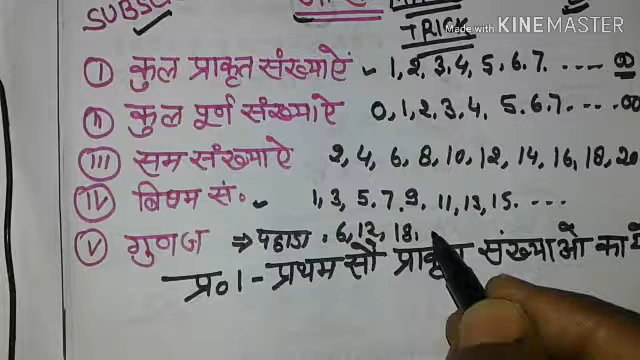 SUBSC
TRICK
Made with KINEMASTER
I कुल प्राकृत संख्याऐं 1, 2, 3, 4, 5, 6, 7. ---- ∞
II कुल पूर्ण संख्याऐं 0, 1, 2, 3, 4, 5, 6, 7. ---- ∞
III सम संख्याऐ 2, 4, 6, 8, 10, 12, 14, 16, 18, 20
IV बिषम सं. 1, 3, 5, 7, 9, 11, 13, 15. ---
V गुणज ⇒ पहाडा. 6, 12, 18,
प्र.01- प्रथम सौ प्राकृत संख्याओं का